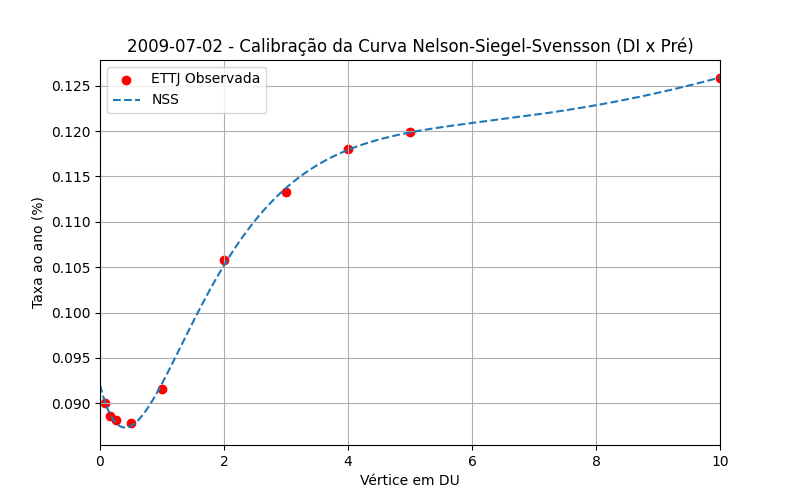 2009-07-02 - Calibração da Curva Nelson-Siegel-Svensson (DI x Pré)
ETTJ Observada
NSS
Taxa ao ano (%)
0.125
0.120
0.115
0.110
0.105
0.100
0.095
0.090
0 2 4 6 8 10
Vértice em DU